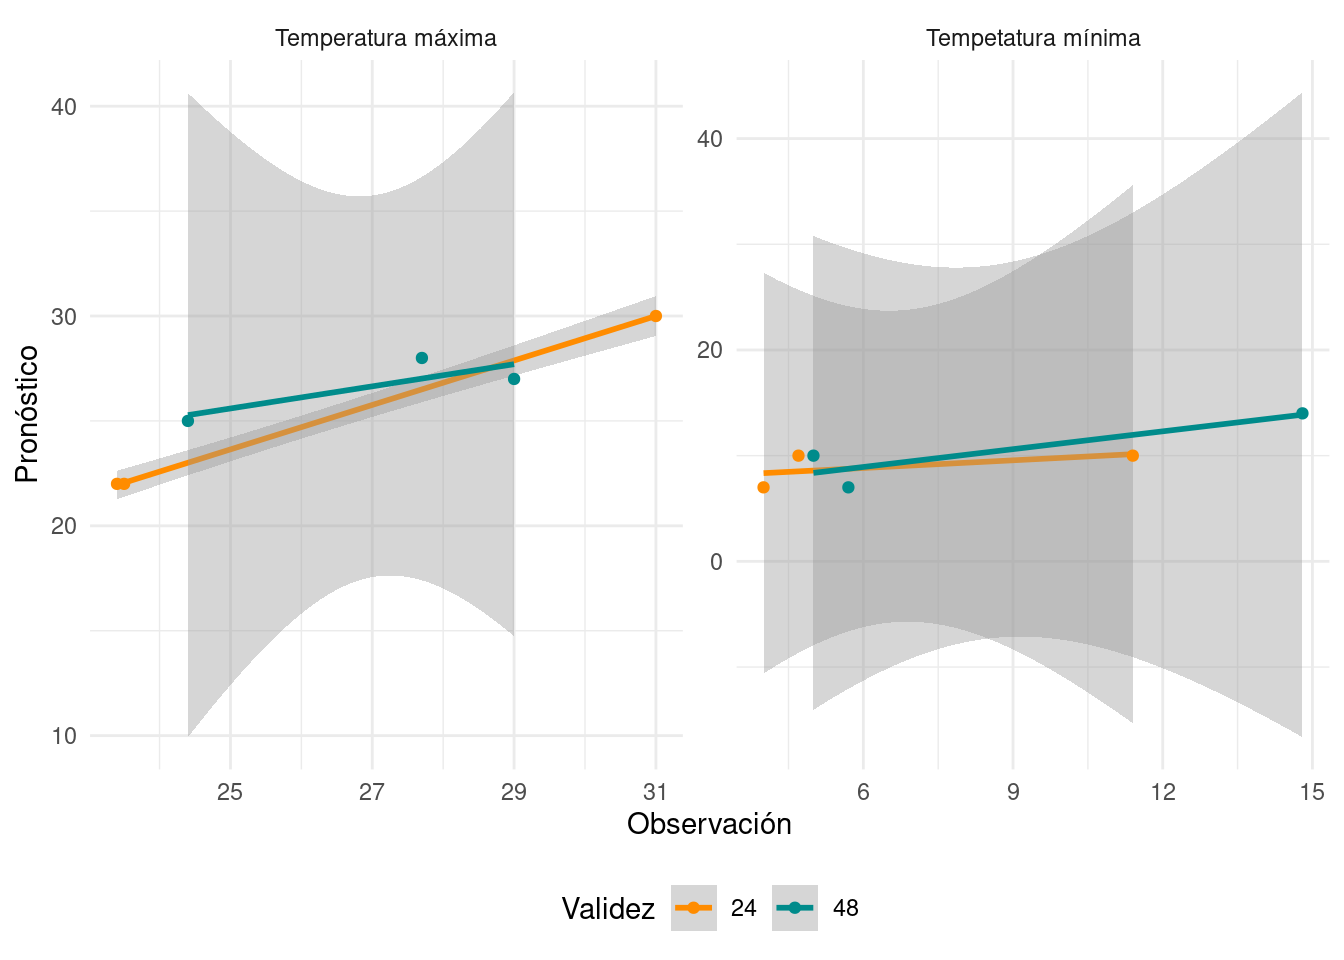 Temperatura máxima
Tempetatura mínima
Pronóstico
40
30
20
10
40
20
0
25 27 29 31
6 9 12 15
Observación
Validez 24 48